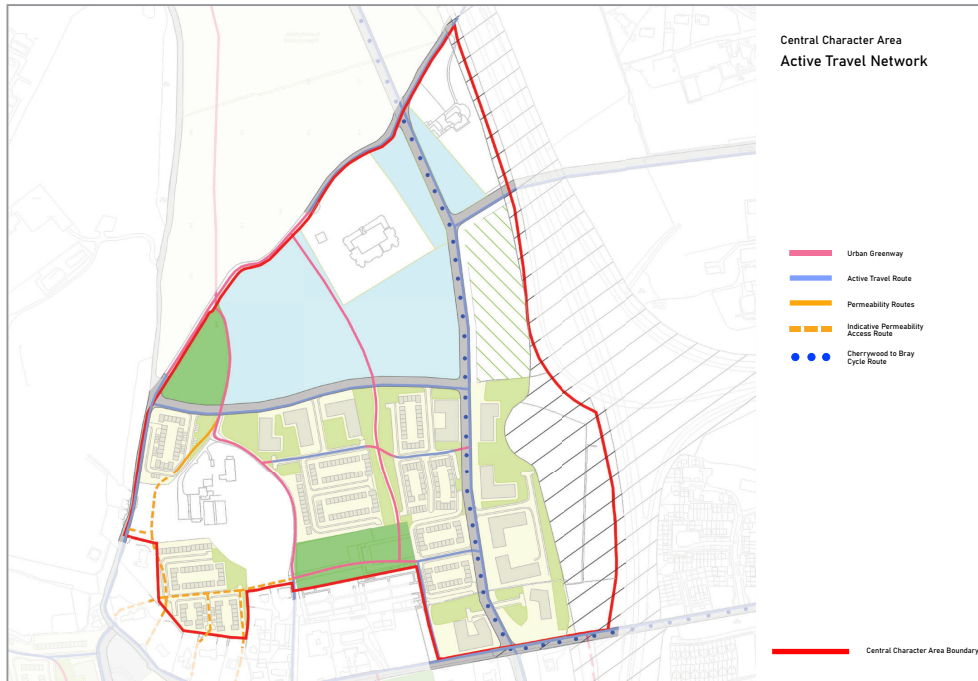 Central Character Area
Active Travel Network
Urban Greenway
Active Travel Route
Permeability Routes
Indicative Permeability
Access Route
Cherrywood to Bray
Cycle Route
Central Character Area Boundary